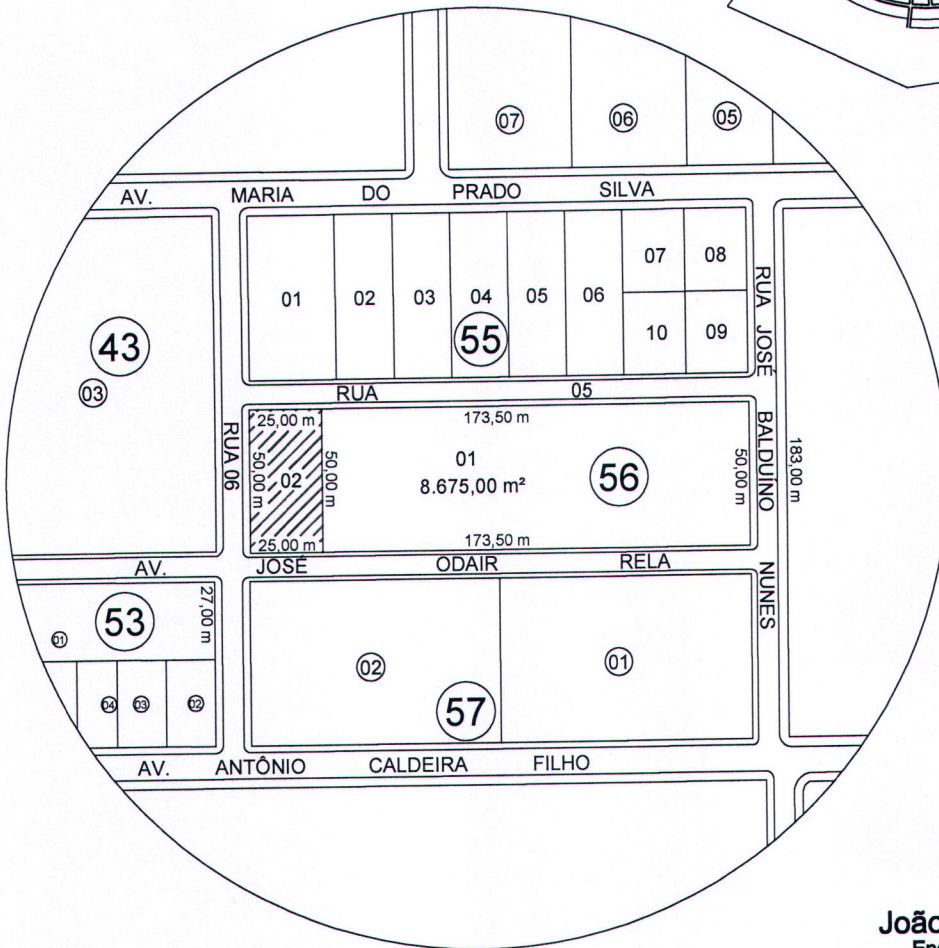 07 06 05
AV. MARIA DO PRADO SILVA
01 02 03 04 05 06 07 08
10 09
55
43
03
RUA JOSÉ BALDUÍNO NUNES
RUA 05
RUA 06
25,00 m 173,50 m
50,00 m 02 50,00 m
01
8.675,00 m²
56
50,00 m
183,00 m
25,00 m 173,50 m
AV. JOSÉ ODAIR RELA
53
01
27,00 m
04 03 02
02 01
57
AV. ANTÔNIO CALDEIRA FILHO
João